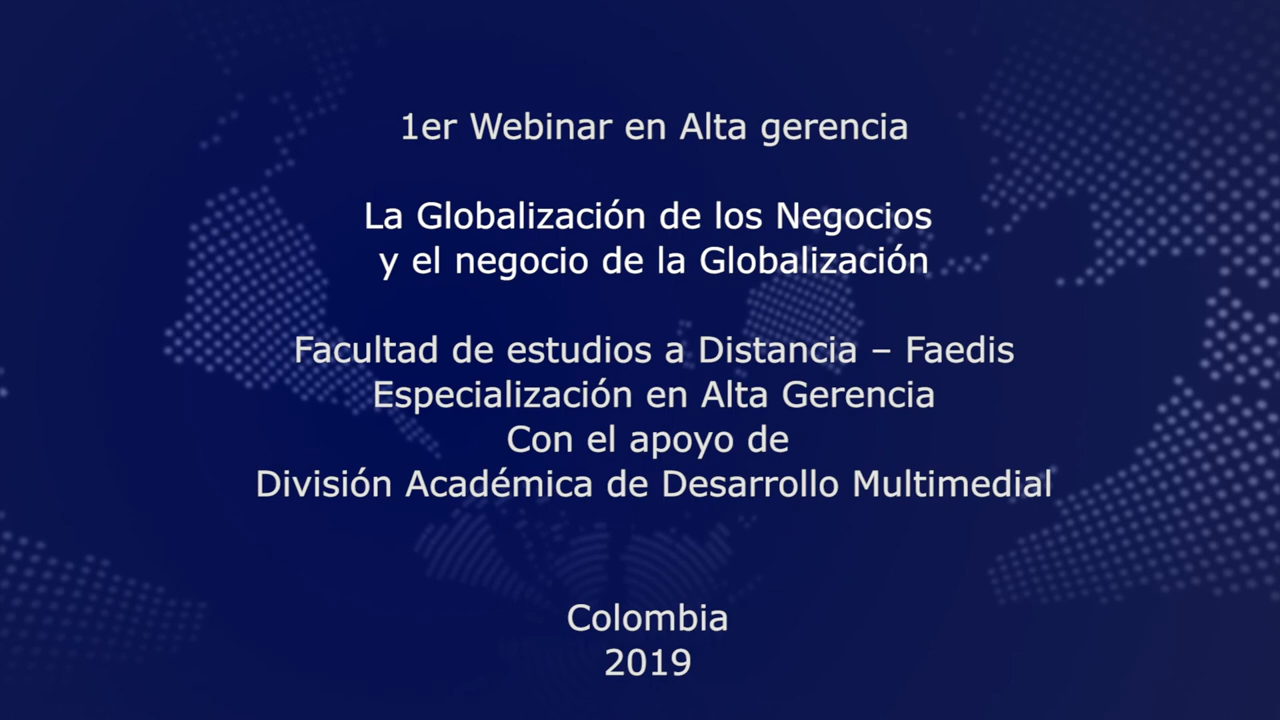 1er Webinar en Alta gerencia
La Globalización de los Negocios
y el negocio de la Globalización
Facultad de estudios a Distancia – Faedis
Especialización en Alta Gerencia
Con el apoyo de
División Académica de Desarrollo Multimedial
Colombia
2019